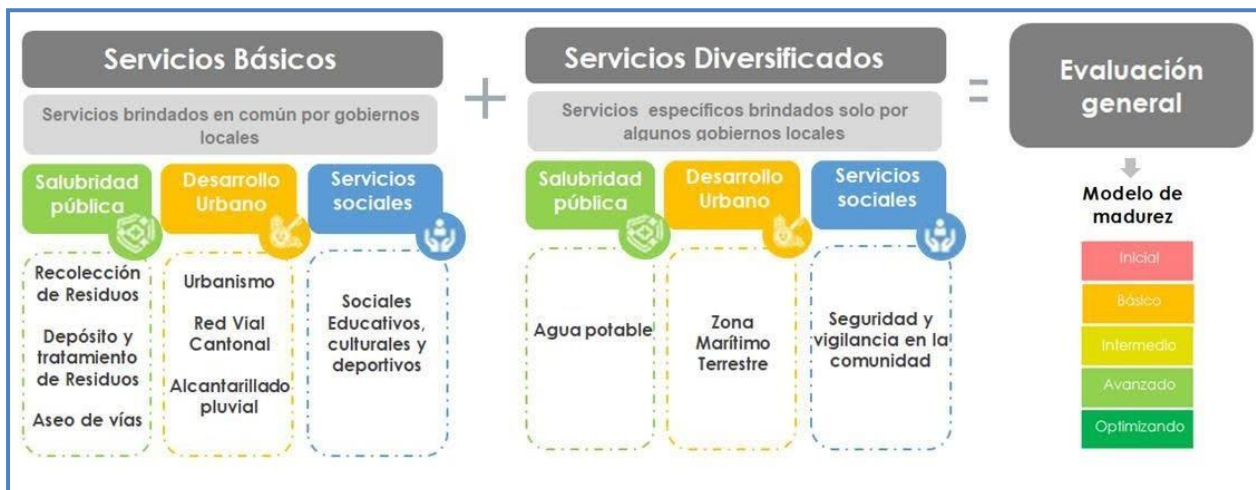 Servicios Básicos
Servicios brindados en común por gobiernos
locales
Salubridad
pública
Recolección
de Residuos
Depósito y
tratamiento
de Residuos
Aseo de vías
Desarrollo
Urbano
Urbanismo
Red Vial
Cantonal
Alcantarillado
pluvial
Servicios
sociales
Sociales
Educativos,
culturales y
deportivos
+
Servicios Diversificados
Servicios específicos brindados solo por
algunos gobiernos locales
Salubridad
pública
Agua potable
Desarrollo
Urbano
Zona
Marítimo
Terrestre
Servicios
sociales
Seguridad y
vigilancia en la
comunidad
=
Evaluación
general
Modelo de
madurez
Inicial
Básico
Intermedio
Avanzado
Optimizando